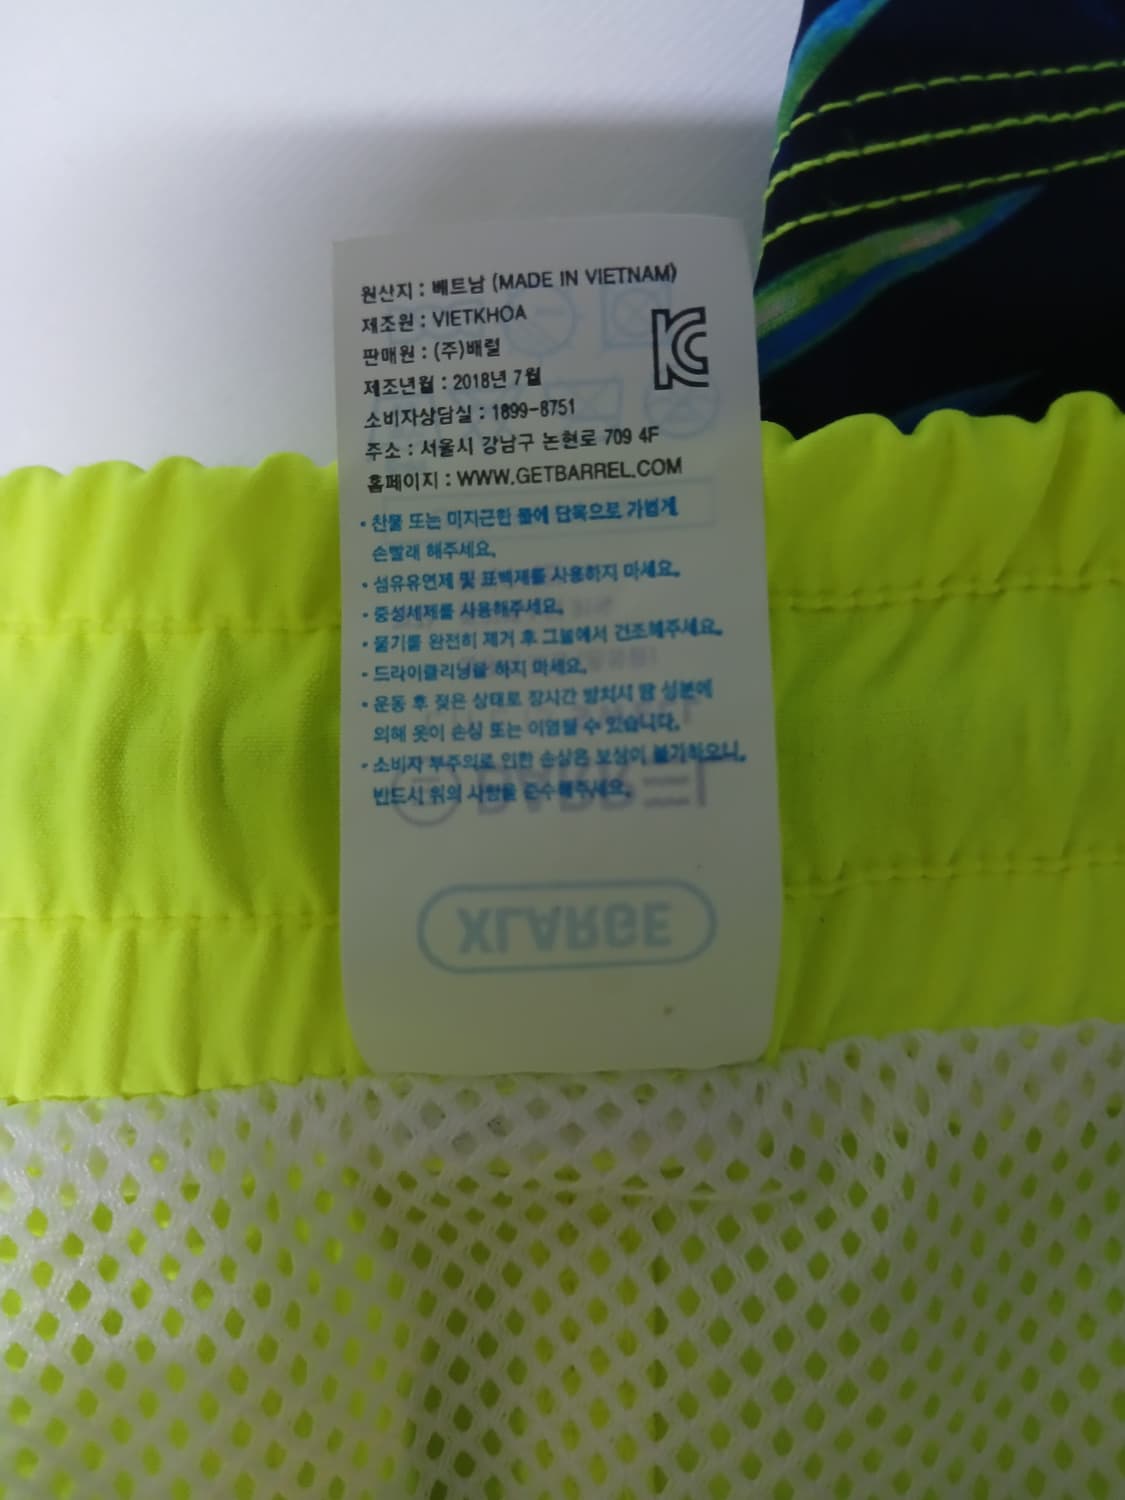 원산지 : 베트남 (MADE IN VIETNAM)
제조원 : VIETKHOA
판매원 : (주)배럴
제조년월 : 2018년 7월
소비자상담실 : 1899-8751
주소 : 서울시 강남구 논현로 709 4F
홈페이지 : WWW.GETBARREL.COM
• 찬물 또는 미지근한 물에 단독으로 가볍게
손빨래 해주세요.
• 섬유유연제 및 표백제를 사용하지 마세요.
• 중성세제를 사용해주세요.
• 물기를 완전히 제거 후 그늘에서 건조해주세요.
• 드라이클리닝을 하지 마세요.
• 운동 후 젖은 상태로 장시간 방치시 땀 성분에
의해 옷이 손상 또는 이염될 수 있습니다.
• 소비자 부주의로 인한 손상은 보상이 불가하오니,
반드시 위의 사항을 준수해주세요.
XLARGE